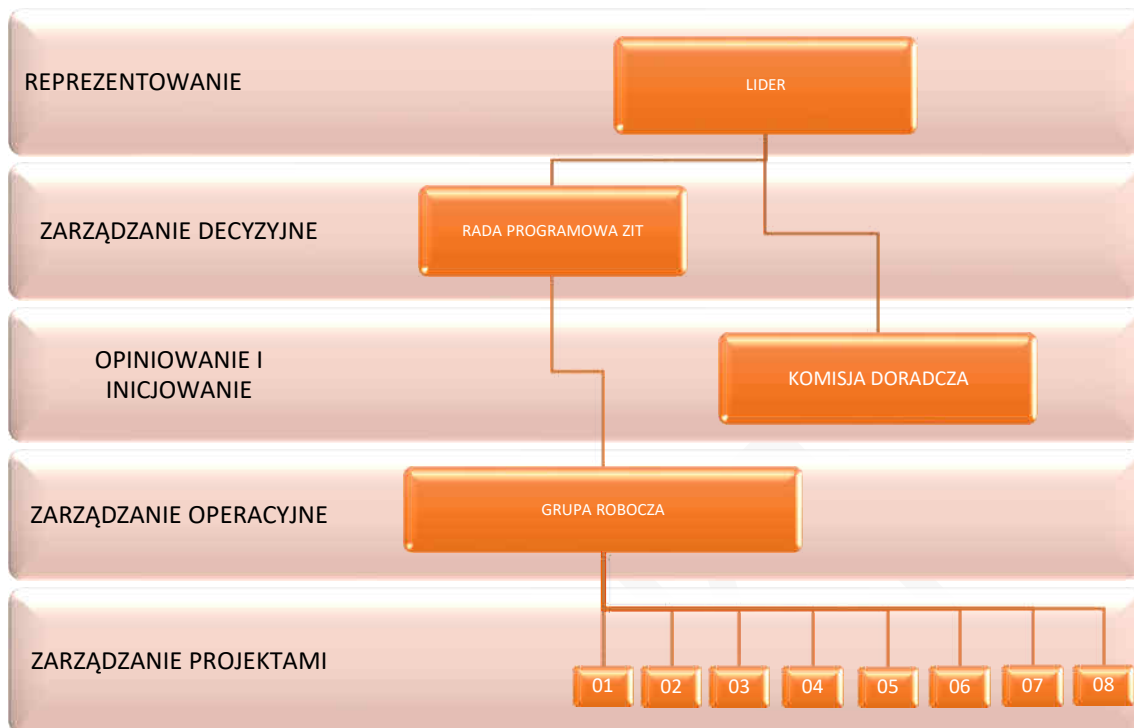 REPREZENTOWANIE
LIDER
ZARZĄDZANIE DECYZYJNE
RADA PROGRAMOWA ZIT
OPINIOWANIE I
INICJOWANIE
KOMISJA DORADCZA
ZARZĄDZANIE OPERACYJNE
GRUPA ROBOCZA
ZARZĄDZANIE PROJEKTAMI
01 02 03 04 05 06 07 08